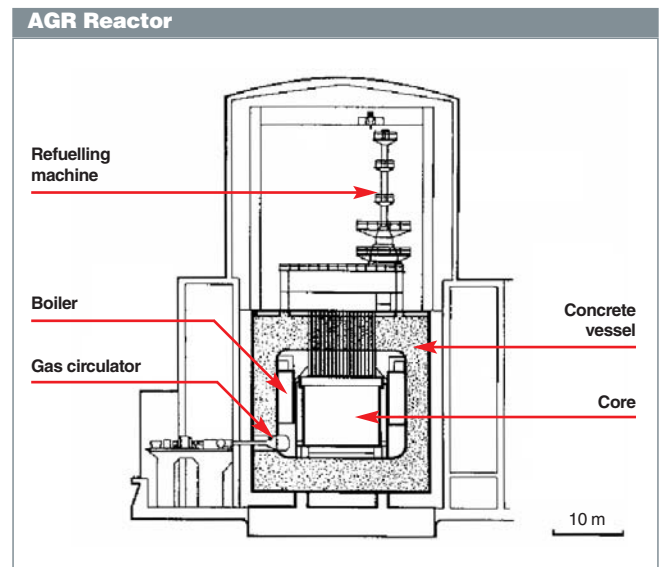 AGR Reactor
Refuelling
machine
Boiler
Gas circulator
Concrete
vessel
Core
10 m